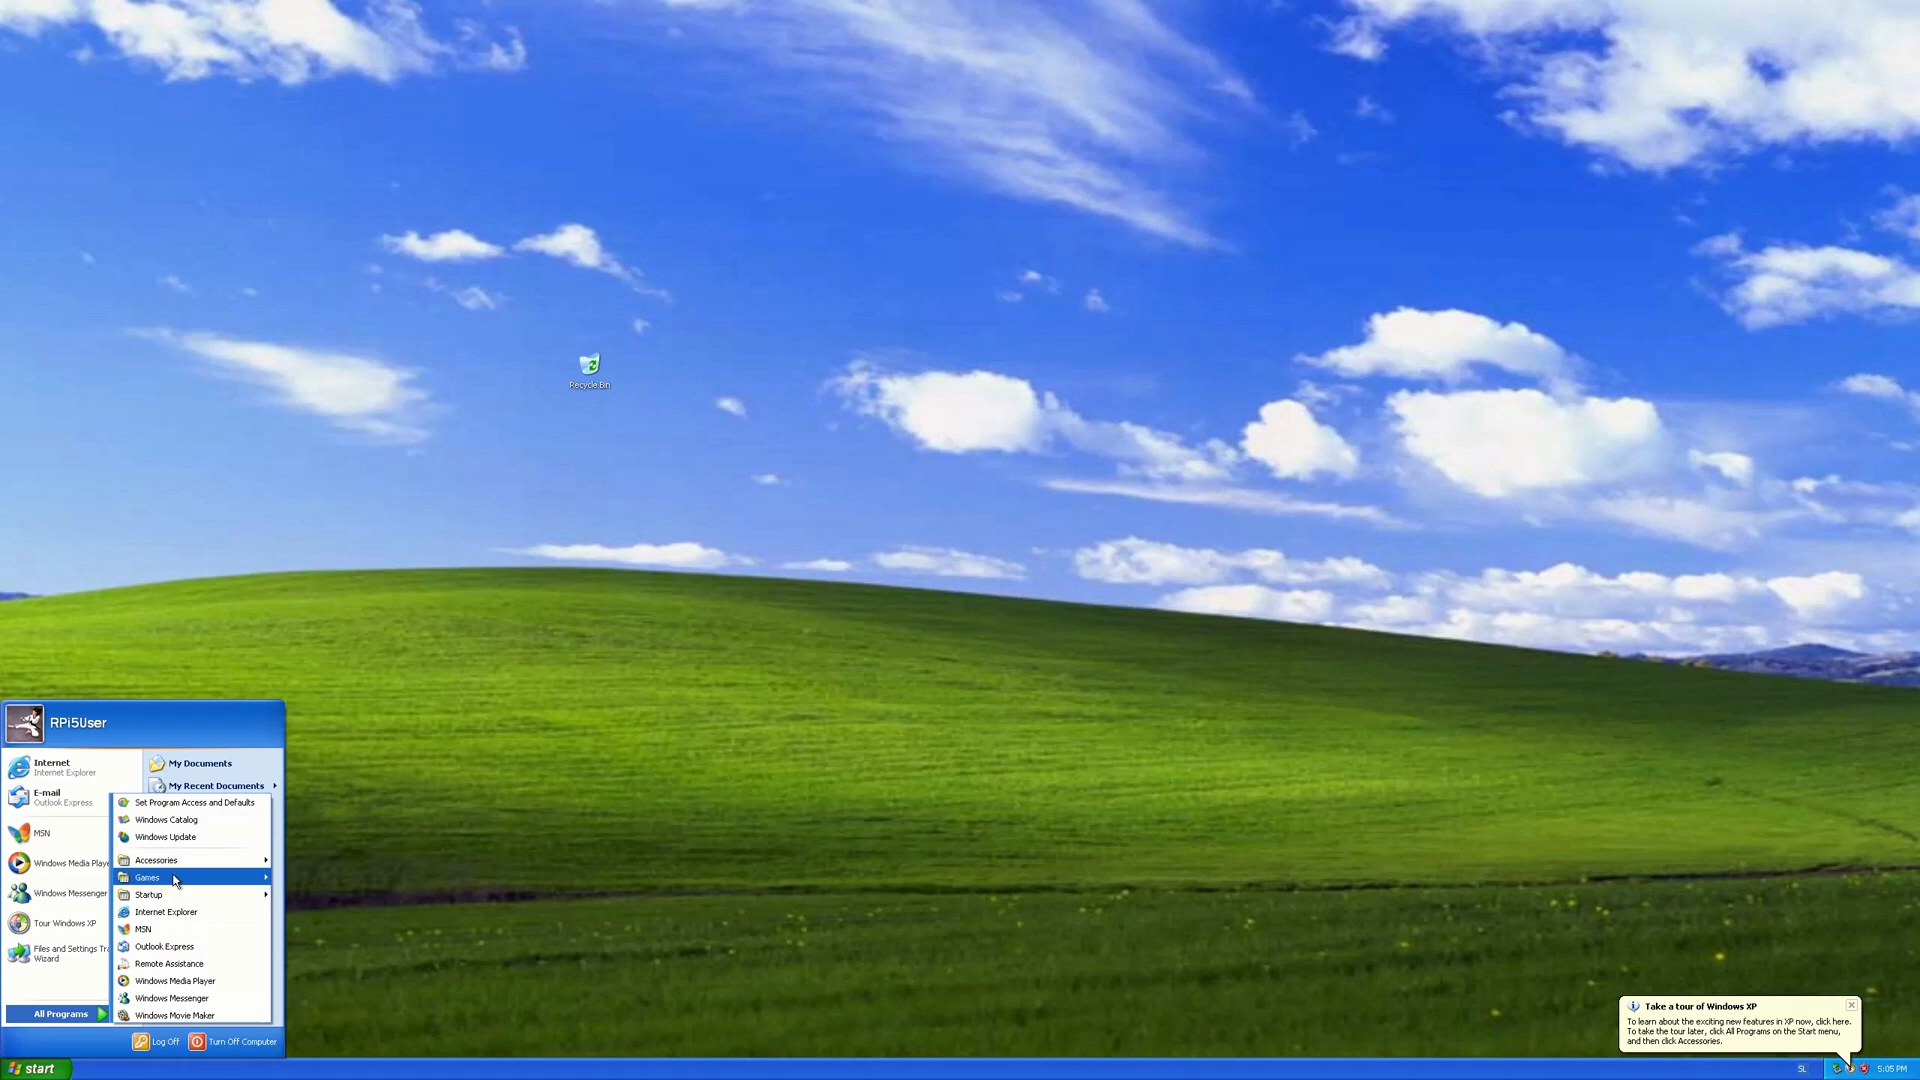 Recycle Bin
RPi5User
Internet
Internet Explorer
E-mail
Outlook Express
MSN
Windows Media Playe
Windows Messenger
Tour Windows XP
Files and Settings Tra
Wizard
All Programs
My Documents
My Recent Documents
Set Program Access and Defaults
Windows Catalog
Windows Update
Accessories
Games
Startup
Internet Explorer
MSN
Outlook Express
Remote Assistance
Windows Media Player
Windows Messenger
Windows Movie Maker
Log Off
Turn Off Computer
Take a tour of Windows XP
To learn about the exciting new features in XP now, click here.
To take the tour later, click All Programs on the Start menu,
and then click Accessories.
start
SL
5:05 PM